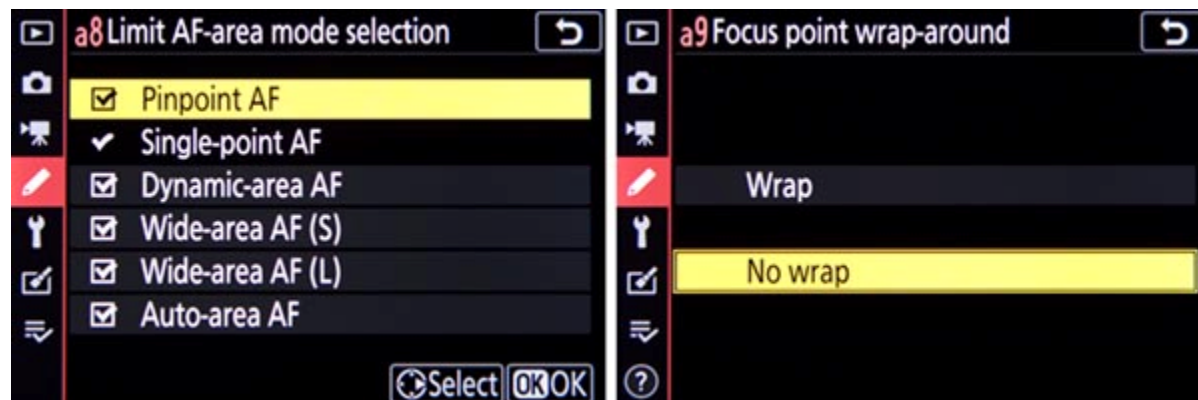 a8 Limit AF-area mode selection
Pinpoint AF
Single-point AF
Dynamic-area AF
Wide-area AF (S)
Wide-area AF (L)
Auto-area AF
Select OK OK
a9 Focus point wrap-around
Wrap
No wrap
?